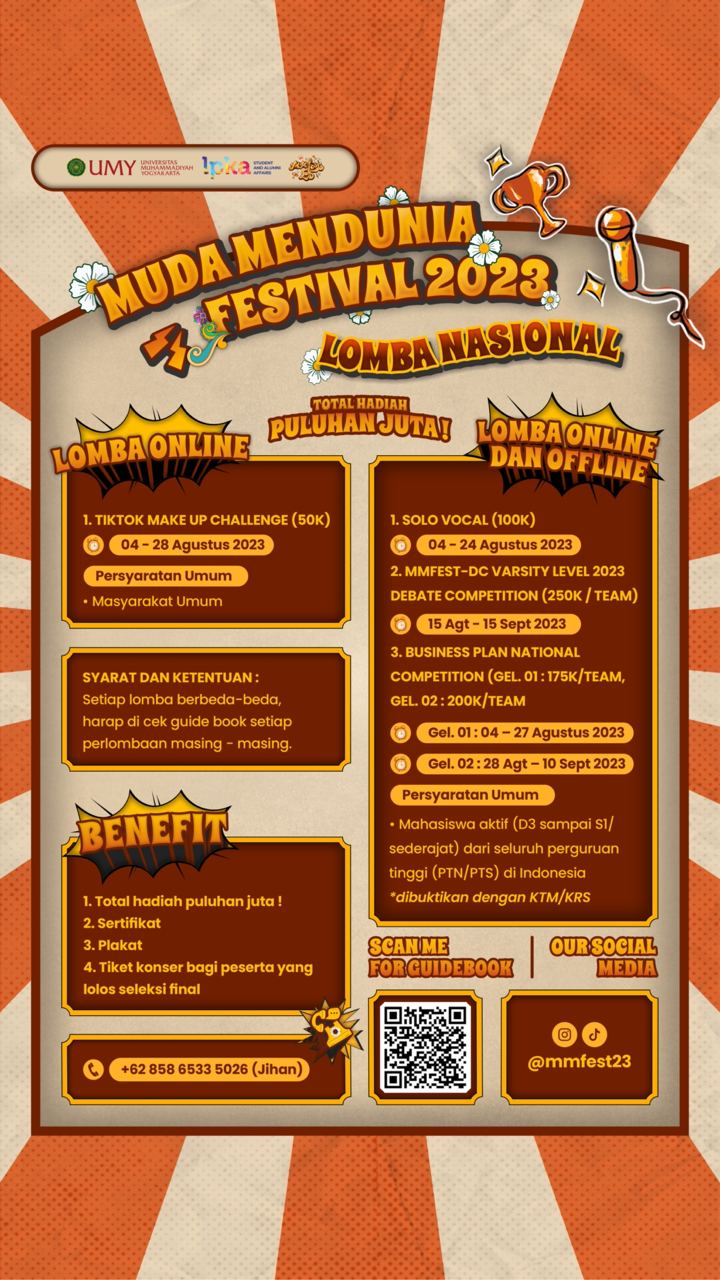 UMY
UNIVERSITAS
MUHAMMADIYAH
YOGYAKARTA
STUDENT
AND ALUMNI
AFFAIRS
MUDA MENDUNIA
FESTIVAL 2023
LOMBA NASIONAL
TOTAL HADIAH
PULUHAN JUTA !
LOMBA ONLINE
1. TIKTOK MAKE UP CHALLENGE (50K)
04 - 28 Agustus 2023
Persyaratan Umum
• Masyarakat Umum
SYARAT DAN KETENTUAN :
Setiap lomba berbeda-beda,
harap di cek guide book setiap
perlombaan masing - masing.
BENEFIT
1. Total hadiah puluhan juta !
2. Sertifikat
3. Plakat
4. Tiket konser bagi peserta yang
lolos seleksi final
+62 858 6533 5026 (Jihan)
LOMBA ONLINE
DAN OFFLINE
1. SOLO VOCAL (100K)
04 - 24 Agustus 2023
2. MMFEST-DC VARSITY LEVEL 2023
DEBATE COMPETITION (250K / TEAM)
15 Agt - 15 Sept 2023
3. BUSINESS PLAN NATIONAL
COMPETITION (GEL. 01 : 175K/TEAM,
GEL. 02 : 200K/TEAM
Gel. 01 : 04 – 27 Agustus 2023
Gel. 02 : 28 Agt – 10 Sept 2023
Persyaratan Umum
• Mahasiswa aktif (D3 sampai S1/
sederajat) dari seluruh perguruan
tinggi (PTN/PTS) di Indonesia
*dibuktikan dengan KTM/KRS
SCAN ME
FOR GUIDEBOOK
OUR SOCIAL
MEDIA
@mmfest23